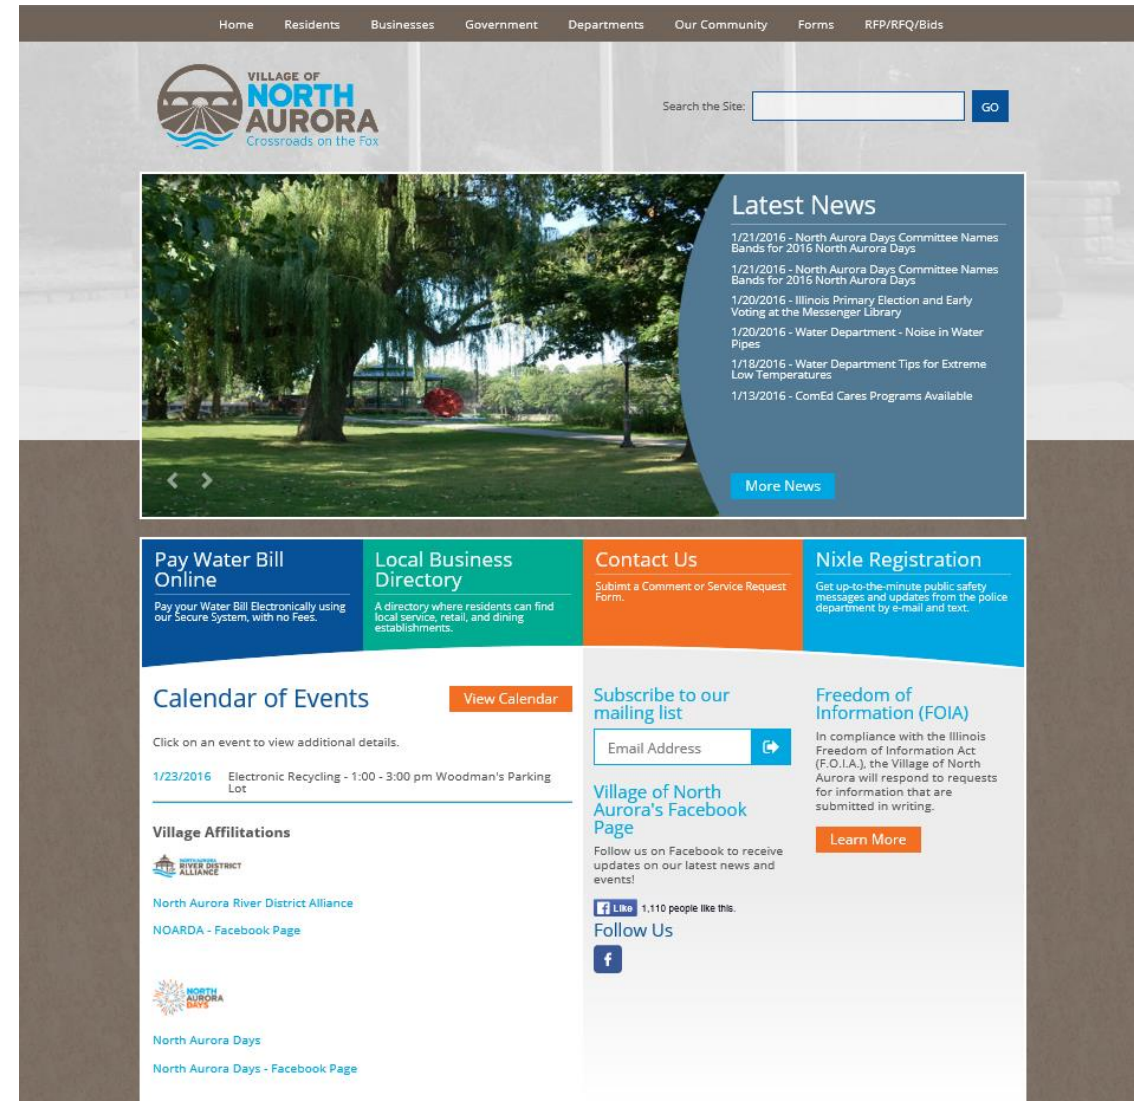 Home Residents Businesses Government Departments Our Community Forms RFP/RFQ/Bids
VILLAGE OF
NORTH
AURORA
Crossroads on the Fox
Search the Site:
GO
Latest News
1/21/2016 - North Aurora Days Committee Names
Bands for 2016 North Aurora Days
1/21/2016 - North Aurora Days Committee Names
Bands for 2016 North Aurora Days
1/20/2016 - Illinois Primary Election and Early
Voting at the Messenger Library
1/20/2016 - Water Department - Noise in Water
Pipes
1/18/2016 - Water Department Tips for Extreme
Low Temperatures
1/13/2016 - ComEd Cares Programs Available
More News
Pay Water Bill
Online
Pay your Water Bill Electronically using
our Secure System, with no Fees.
Local Business
Directory
A directory where residents can find
local service, retail, and dining
establishments.
Contact Us
Subimt a Comment or Service Request
Form.
Nixle Registration
Get up-to-the-minute public safety
messages and updates from the police
department by e-mail and text.
Calendar of Events
View Calendar
Click on an event to view additional details.
1/23/2016 Electronic Recycling - 1:00 - 3:00 pm Woodman's Parking
Lot
Village Affilitations
NORTH AURORA
RIVER DISTRICT
ALLIANCE
North Aurora River District Alliance
NOARDA - Facebook Page
NORTH
AURORA
DAYS
North Aurora Days
North Aurora Days - Facebook Page
Subscribe to our
mailing list
Email Address
Village of North
Aurora's Facebook
Page
Follow us on Facebook to receive
updates on our latest news and
events!
f Like 1,110 people like this.
Follow Us
f
Freedom of
Information (FOIA)
In compliance with the Illinois
Freedom of Information Act
(F.O.I.A.), the Village of North
Aurora will respond to requests
for information that are
submitted in writing.
Learn More